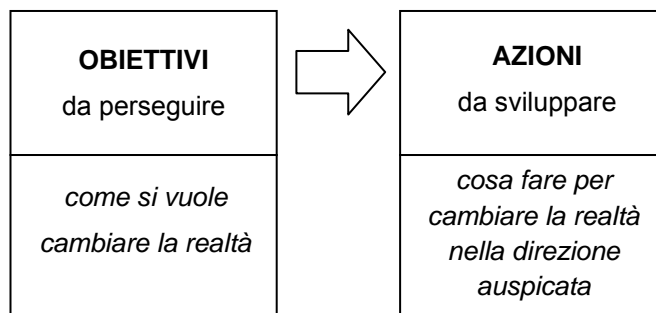 OBIETTIVI
da perseguire
come si vuole
cambiare la realtà
AZIONI
da sviluppare
cosa fare per
cambiare la realtà
nella direzione
auspicata